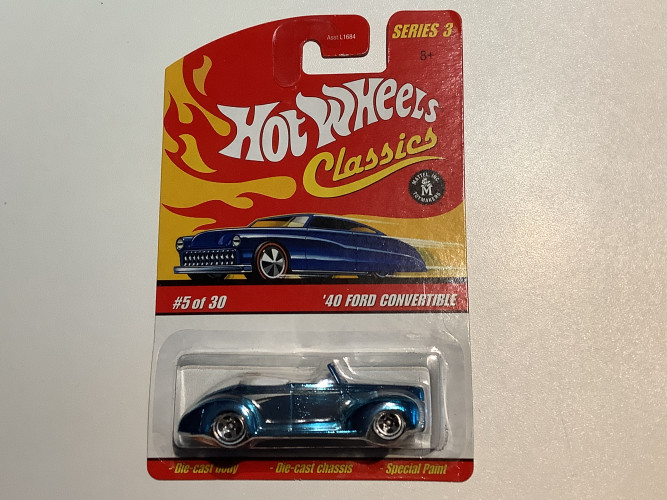 Asst.L1684
SERIES 3
8+
HOT WHEELS
Classics
MATTEL, INC.
M
TOYMAKERS
#5 of 30
'40 FORD CONVERTIBLE
Die-cast body
Die-cast chassis
Special Paint